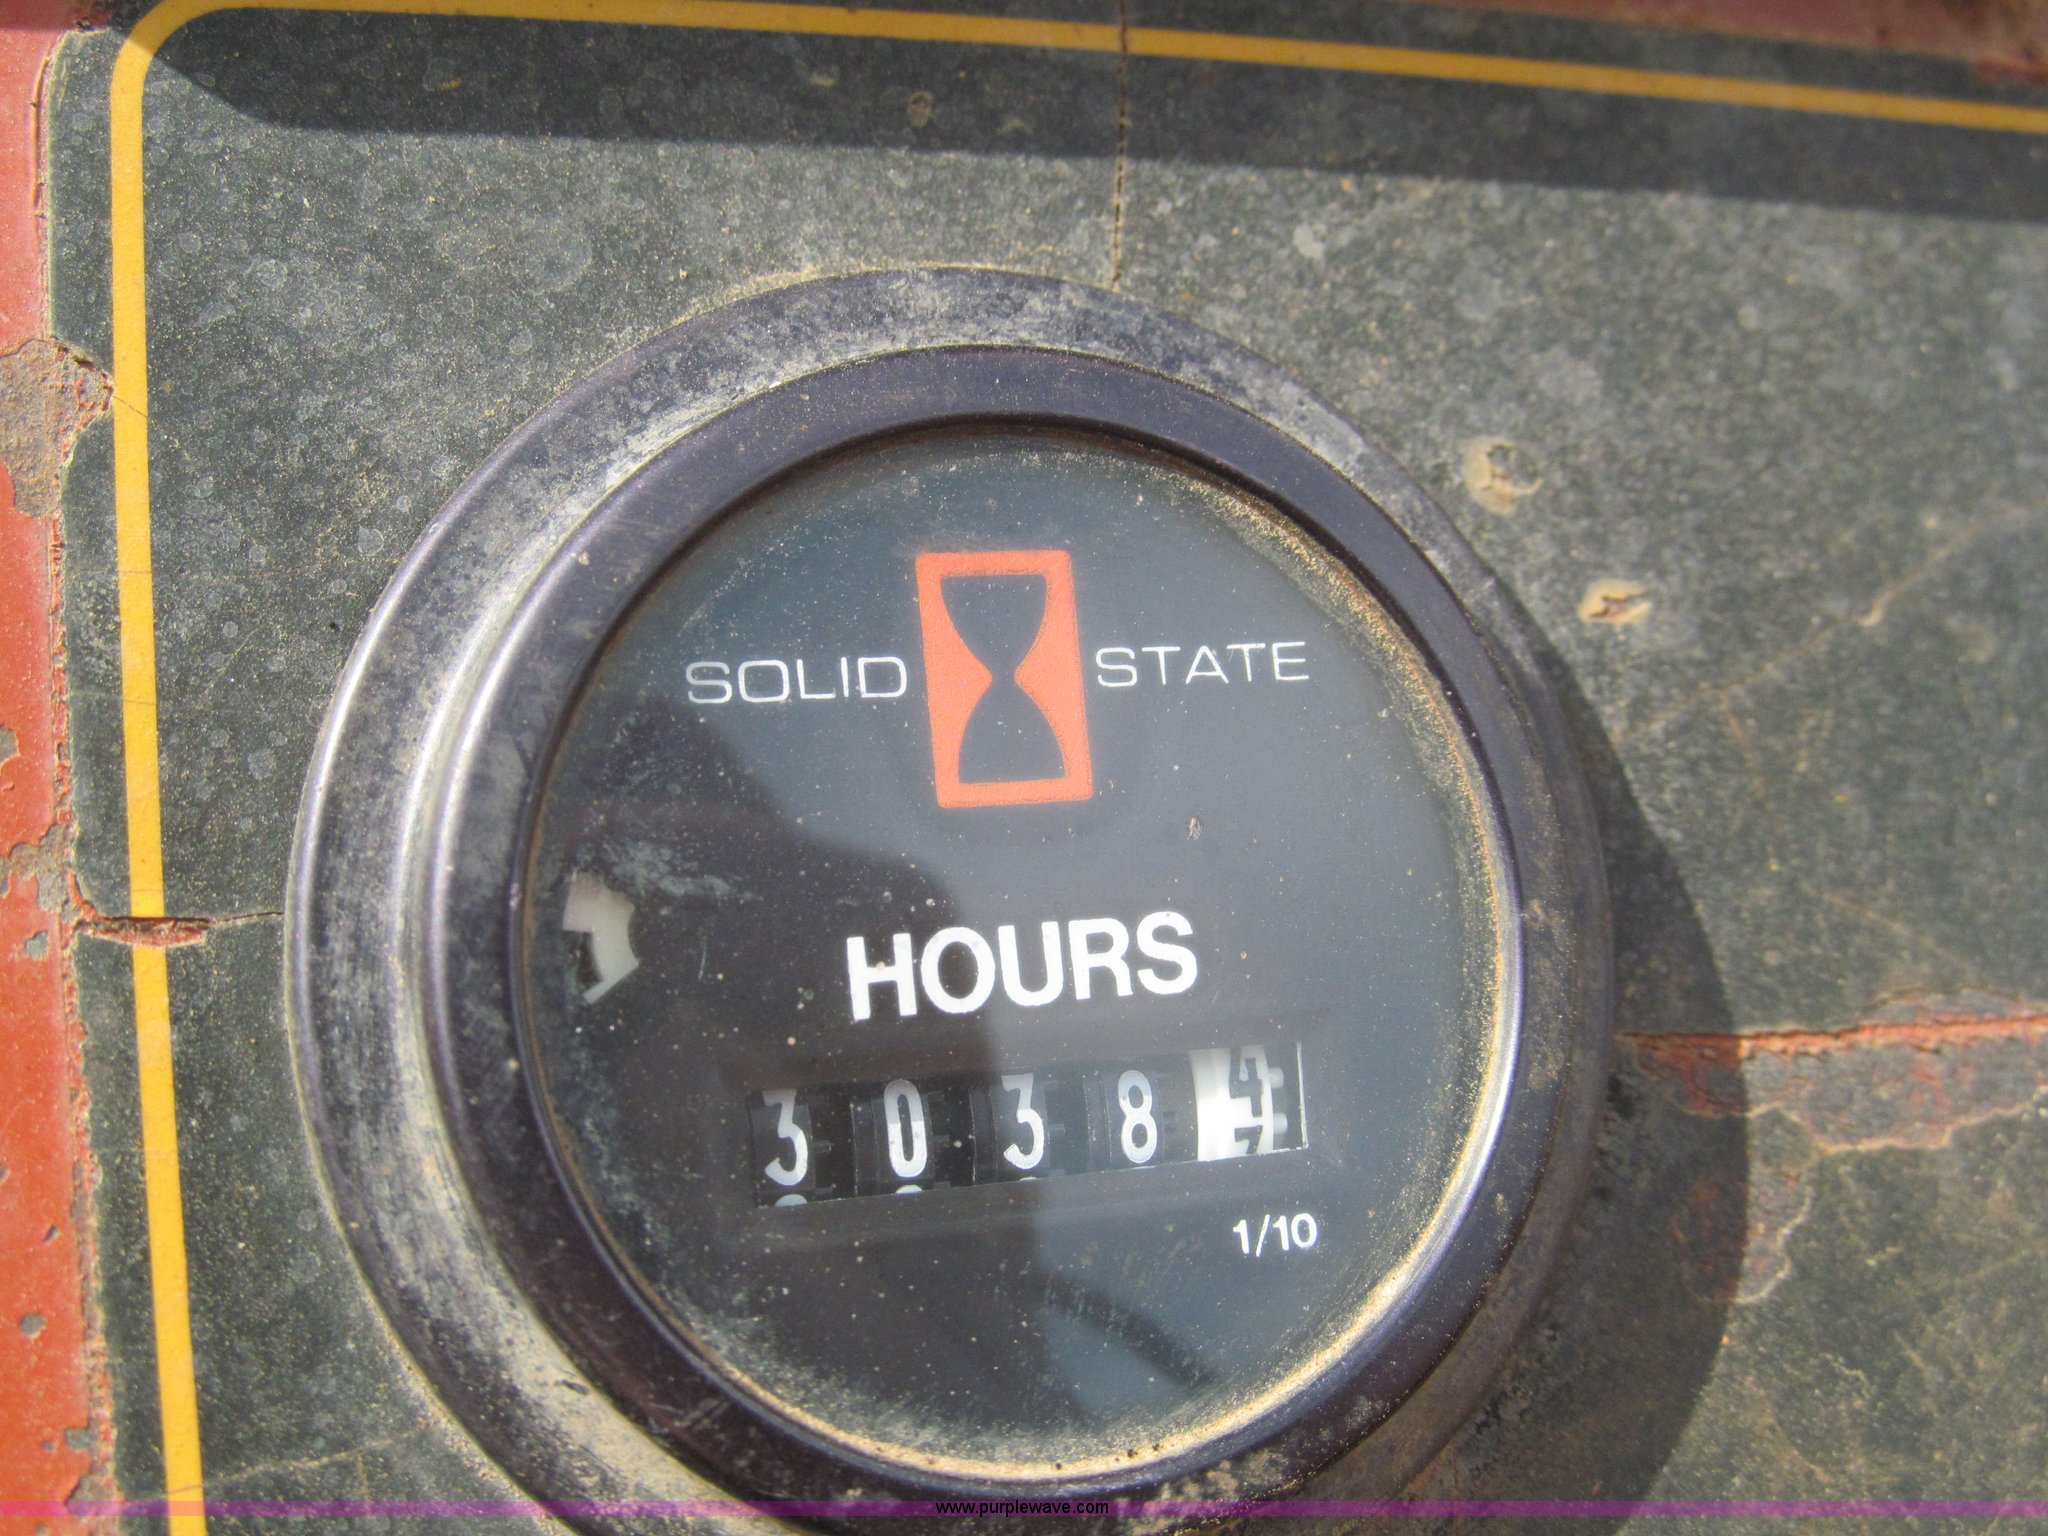 SOLID STATE
HOURS
3038
1/10
www.purplewave.com